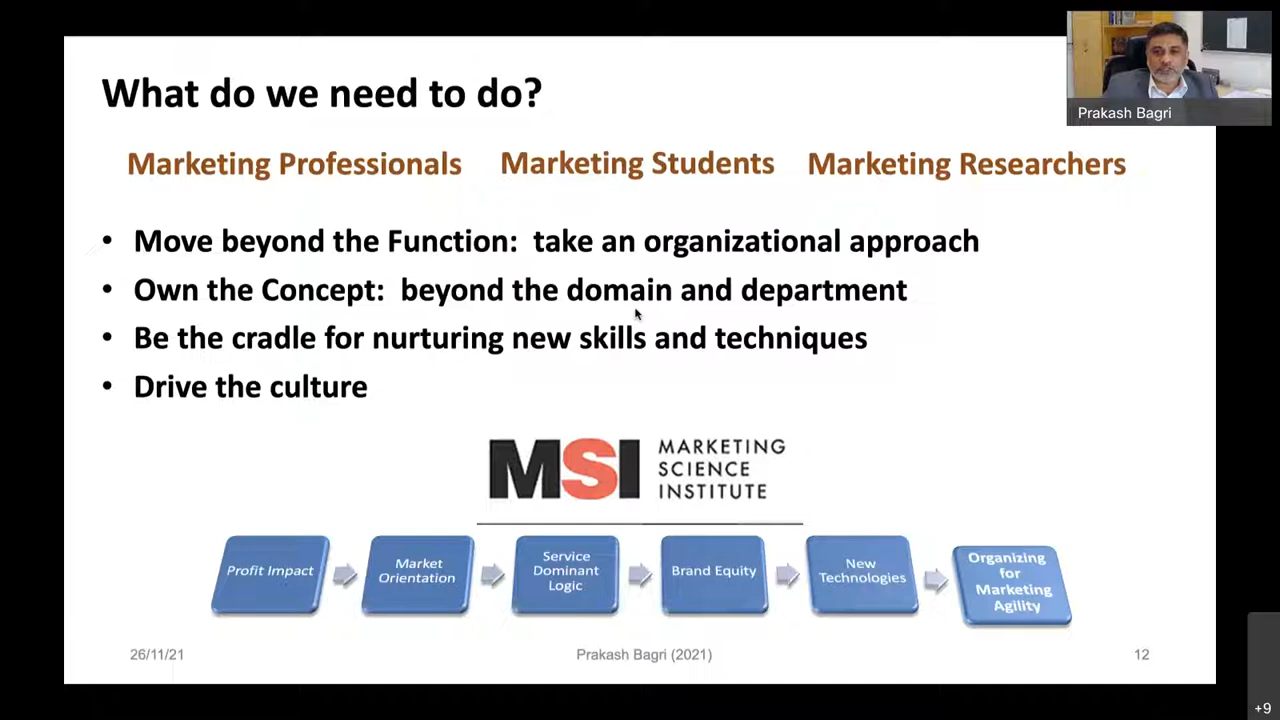 What do we need to do?
Prakash Bagri
Marketing Professionals Marketing Students Marketing Researchers
• Move beyond the Function: take an organizational approach
• Own the Concept: beyond the domain and department
• Be the cradle for nurturing new skills and techniques
• Drive the culture
MSI
MARKETING
SCIENCE
INSTITUTE
Profit Impact
Market
Orientation
Service
Dominant
Logic
Brand Equity
New
Technologies
Organizing
for
Marketing
Agility
26/11/21 Prakash Bagri (2021) 12
+9